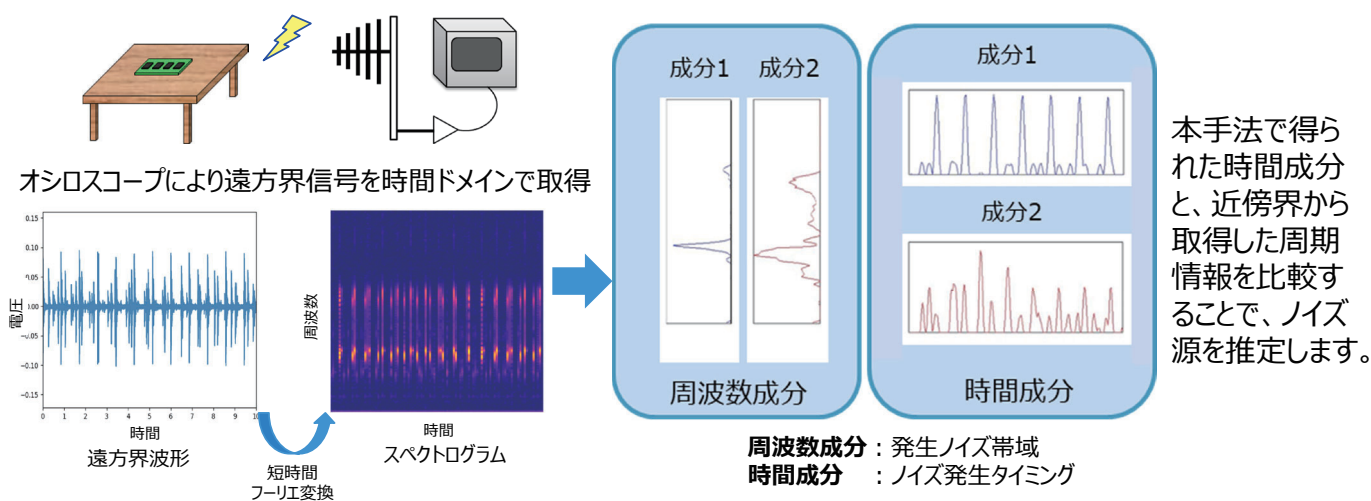 オシロスコープにより遠方界信号を時間ドメインで取得
0.15
0.10
0.05
0.00
−0.05
−0.10
−0.15
電圧
0 1 2 3 4 5 6 7 8 9 10
時間
遠方界波形
短時間
フーリエ変換
周波数
時間
スペクトログラム
成分1 成分2
周波数成分
成分1
成分2
時間成分
周波数成分：発生ノイズ帯域
時間成分　：ノイズ発生タイミング
本手法で得ら
れた時間成分
と、近傍界から
取得した周期
情報を比較す
ることで、ノイズ
源を推定します。